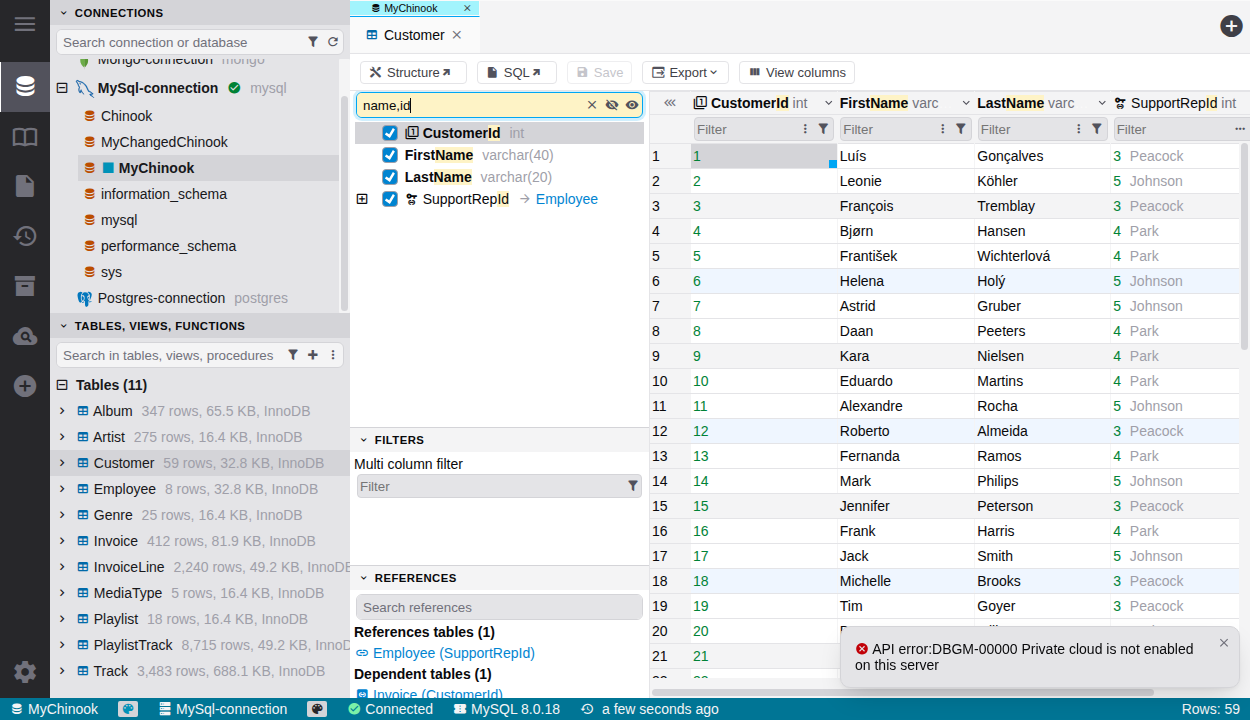 CONNECTIONS
Search connection or database
Mongo-connection mongo
MySql-connection mysql
Chinook
MyChangedChinook
MyChinook
information_schema
mysql
performance_schema
sys
Postgres-connection postgres
TABLES, VIEWS, FUNCTIONS
Search in tables, views, procedures
Tables (11)
Album 347 rows, 65.5 KB, InnoDB
Artist 275 rows, 16.4 KB, InnoDB
Customer 59 rows, 32.8 KB, InnoDB
Employee 8 rows, 32.8 KB, InnoDB
Genre 25 rows, 16.4 KB, InnoDB
Invoice 412 rows, 81.9 KB, InnoDB
InvoiceLine 2,240 rows, 49.2 KB, InnoDB
MediaType 5 rows, 16.4 KB, InnoDB
Playlist 18 rows, 16.4 KB, InnoDB
PlaylistTrack 8,715 rows, 49.2 KB, InnoD
Track 3,483 rows, 688.1 KB, InnoDB
MyChinook
Customer
Structure SQL Save Export View columns
name,id
CustomerId int
FirstName varchar(40)
LastName varchar(20)
SupportRepId Employee
FILTERS
Multi column filter
Filter
REFERENCES
Search references
References tables (1)
Employee (SupportRepId)
Dependent tables (1)
Invoice (CustomerId)
CustomerId int FirstName varc LastName varc SupportRepId int
Filter Filter Filter Filter
1 1 Luís Gonçalves 3 Peacock
2 2 Leonie Köhler 5 Johnson
3 3 François Tremblay 3 Peacock
4 4 Bjørn Hansen 4 Park
5 5 František Wichterlová 4 Park
6 6 Helena Holý 5 Johnson
7 7 Astrid Gruber 5 Johnson
8 8 Daan Peeters 4 Park
9 9 Kara Nielsen 4 Park
10 10 Eduardo Martins 4 Park
11 11 Alexandre Rocha 5 Johnson
12 12 Roberto Almeida 3 Peacock
13 13 Fernanda Ramos 4 Park
14 14 Mark Philips 5 Johnson
15 15 Jennifer Peterson 3 Peacock
16 16 Frank Harris 4 Park
17 17 Jack Smith 5 Johnson
18 18 Michelle Brooks 3 Peacock
19 19 Tim Goyer 3 Peacock
20 20
21 21
API error:DBGM-00000 Private cloud is not enabled
on this server
MyChinook MySql-connection Connected MySQL 8.0.18 a few seconds ago Rows: 59